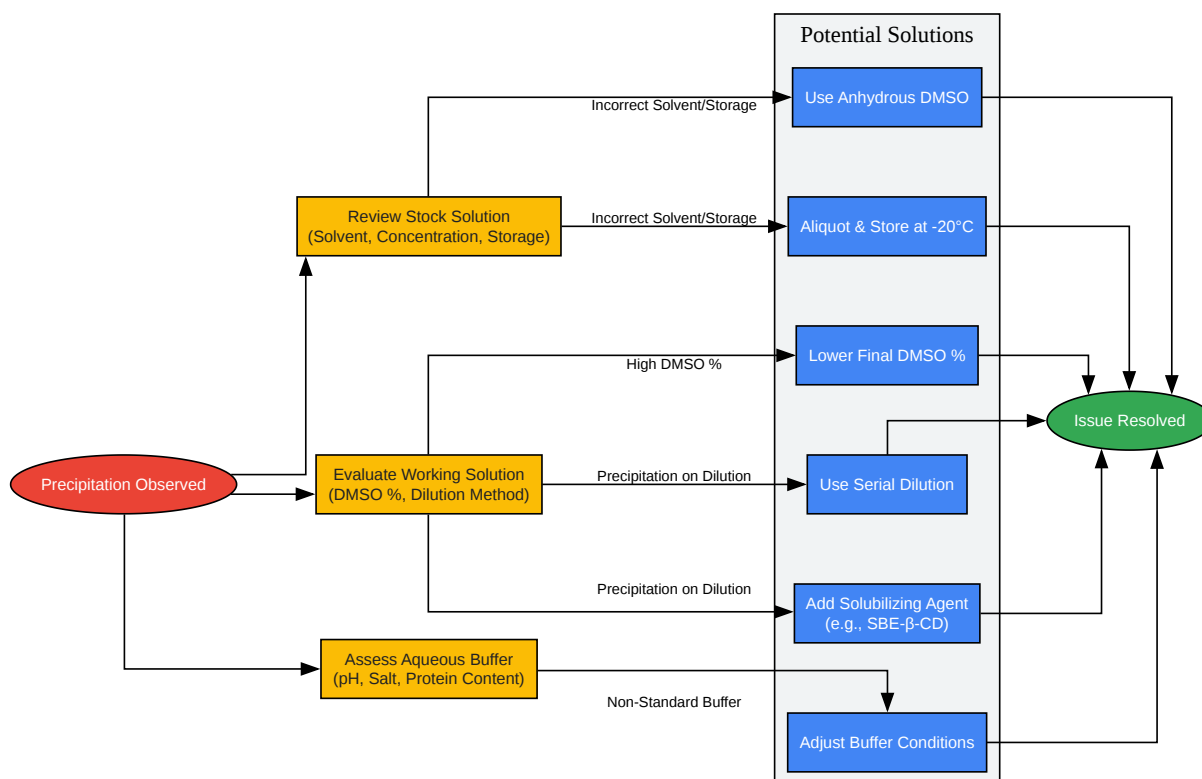 Potential Solutions
Use Anhydrous DMSO
Incorrect Solvent/Storage
Review Stock Solution
(Solvent, Concentration, Storage)
Incorrect Solvent/Storage
Aliquot & Store at -20°C
Lower Final DMSO %
High DMSO %
Issue Resolved
Precipitation Observed
Evaluate Working Solution
(DMSO %, Dilution Method)
Precipitation on Dilution
Use Serial Dilution
Precipitation on Dilution
Add Solubilizing Agent
(e.g., SBE-β-CD)
Assess Aqueous Buffer
(pH, Salt, Protein Content)
Non-Standard Buffer
Adjust Buffer Conditions